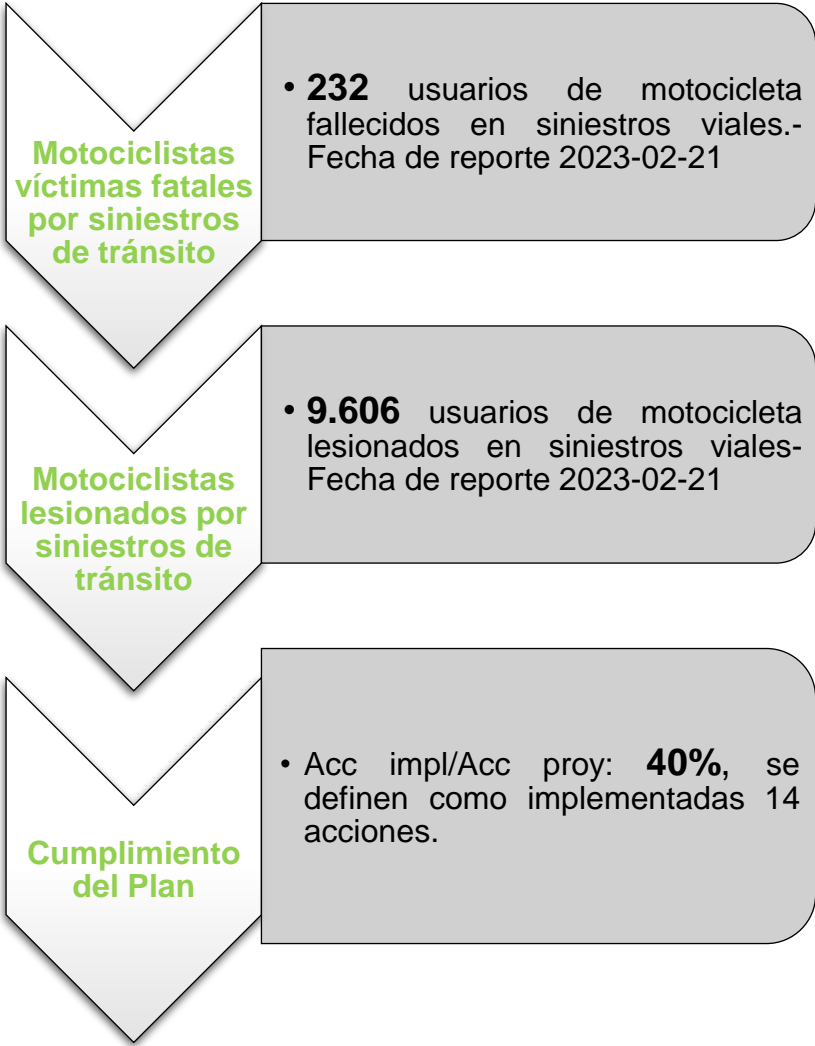 Motociclistas
víctimas fatales
por siniestros
de tránsito
• 232 usuarios de motocicleta
fallecidos en siniestros viales.-
Fecha de reporte 2023-02-21
Motociclistas
lesionados por
siniestros de
tránsito
• 9.606 usuarios de motocicleta
lesionados en siniestros viales-
Fecha de reporte 2023-02-21
Cumplimiento
del Plan
• Acc impl/Acc proy: 40%, se
definen como implementadas 14
acciones.